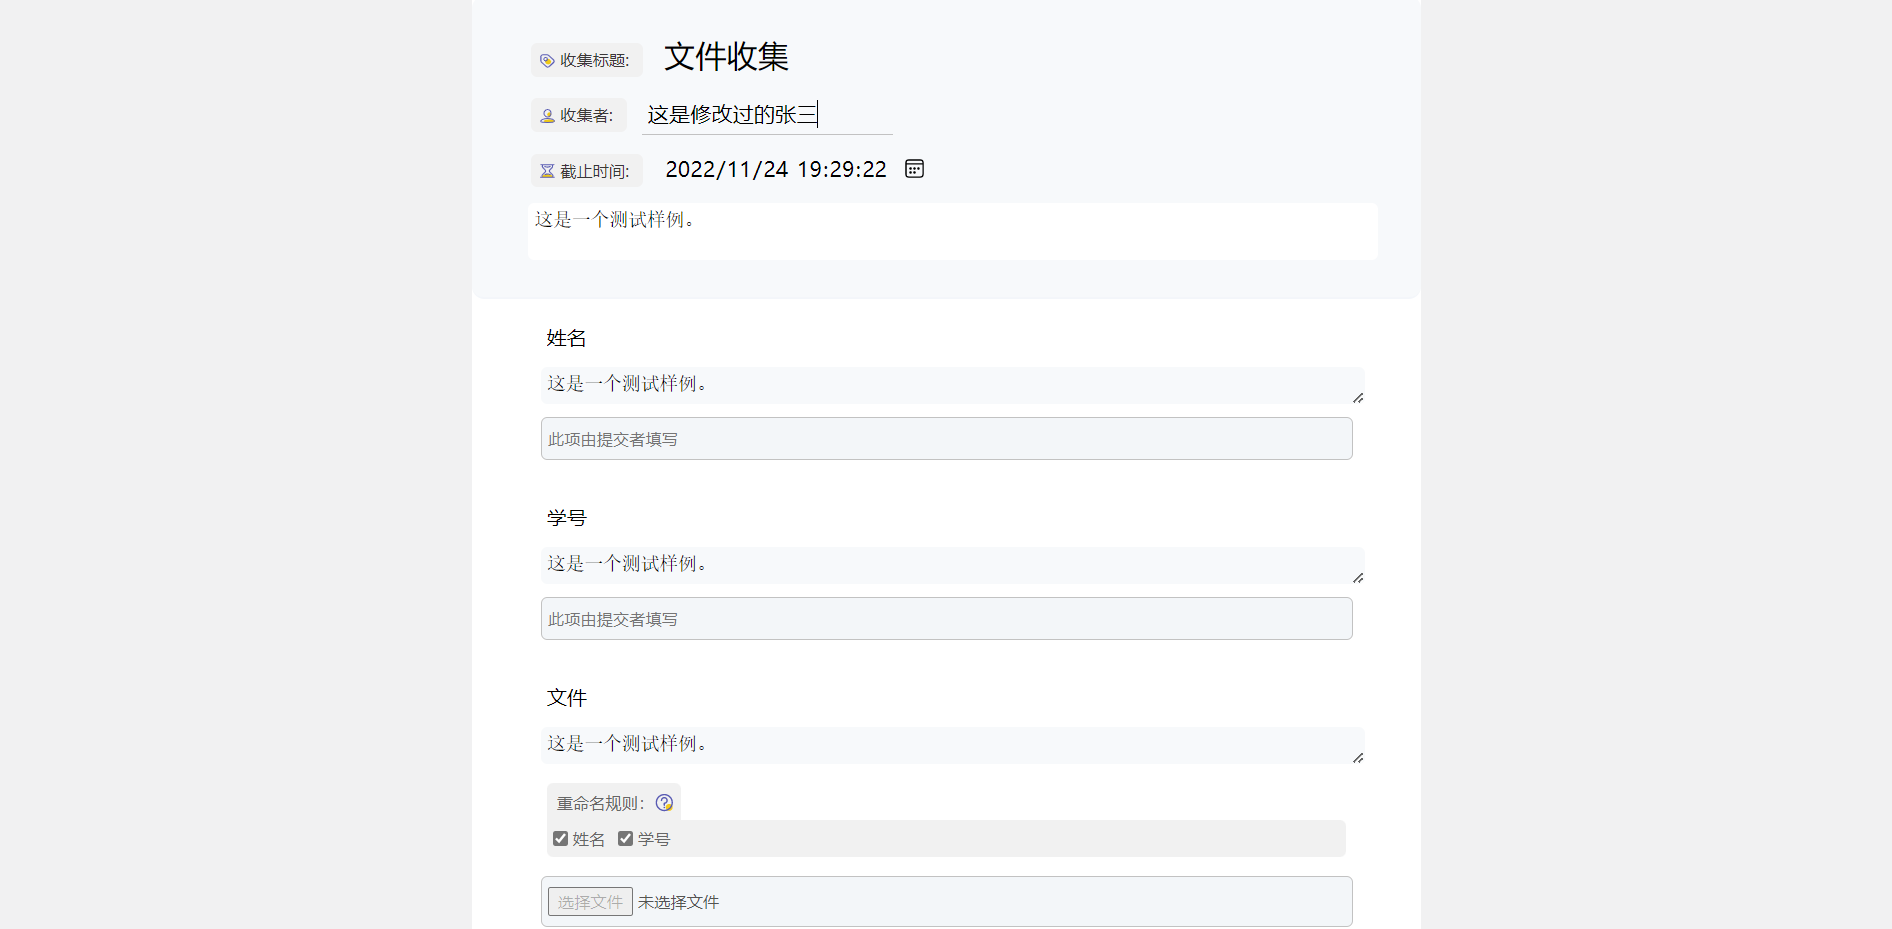 收集标题: 文件收集
收集者: 这是修改过的张三
截止时间: 2022/11/24 19:29:22
这是一个测试样例。
姓名
这是一个测试样例。
此项由提交者填写
学号
这是一个测试样例。
此项由提交者填写
文件
这是一个测试样例。
重命名规则：
姓名 学号
选择文件 未选择文件